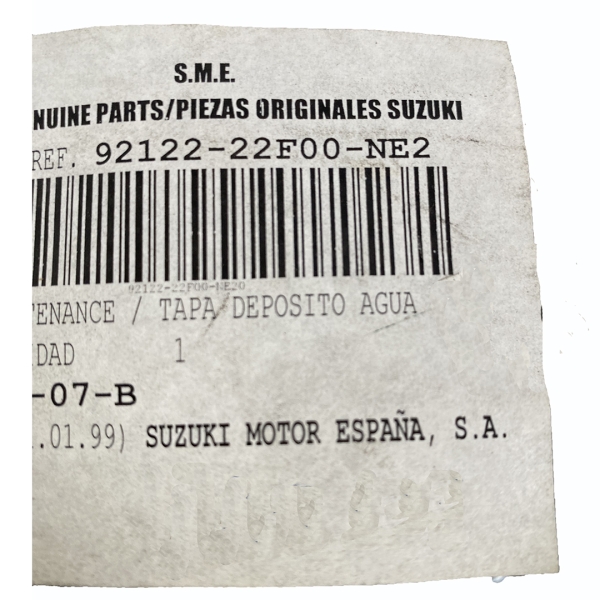 S.M.E.
NUINE PARTS/PIEZAS ORIGINALES SUZUKI
REF. 92122-22F00-NE2
92122-22F00-NE20
TENANCE / TAPA DEPOSITO AGUA
DAD 1
-07-B
.01.99) SUZUKI MOTOR ESPAÑA, S.A.